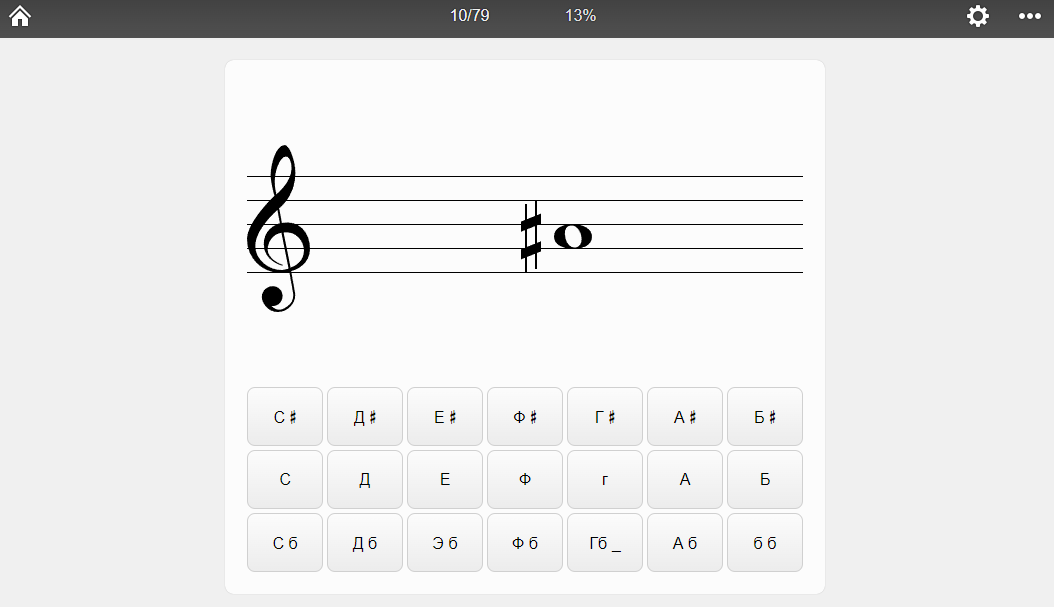 10/79 13%
С ♯ Д ♯ Е ♯ Ф ♯ Г ♯ А ♯ Б ♯
С Д Е Ф г А Б
С б Д б Э б Ф б Гб _ А б б б